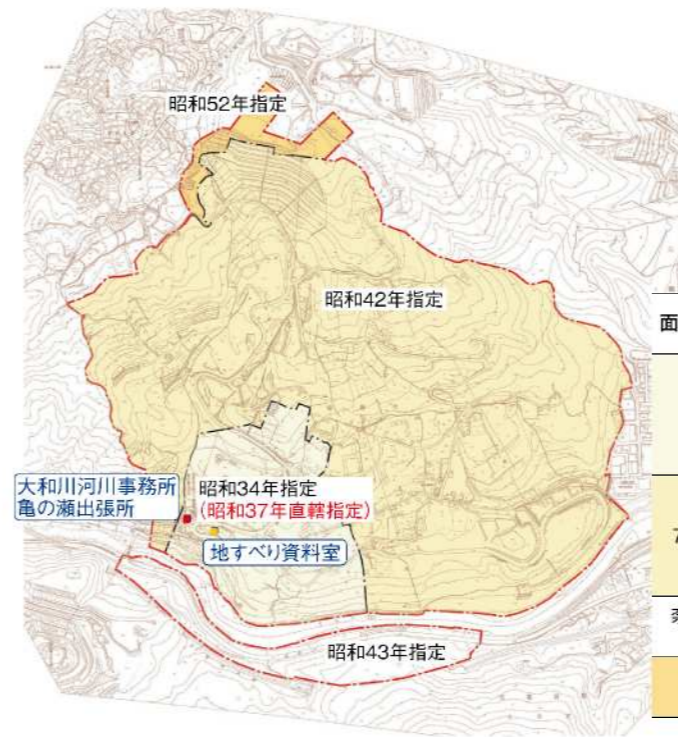 昭和52年指定
昭和42年指定
面
大和川河川事務所
亀の瀬出張所
昭和34年指定
(昭和37年直轄指定)
地すべり資料室
昭和43年指定